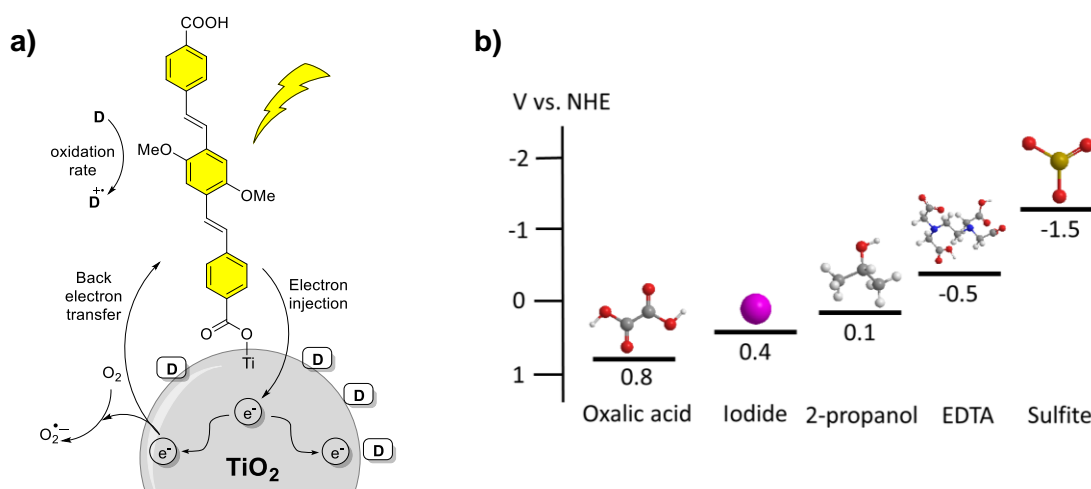 a)
COOH
D
oxidation
rate
D+•
MeO
OMe
Back
electron
transfer
Electron
injection
O
O
Ti
D
D
D
D
O2
O2•–
e-
e-
e-
TiO2
b)
V vs. NHE
-2
-1
0
1
0.8
0.4
0.1
-0.5
-1.5
Oxalic acid
Iodide
2-propanol
EDTA
Sulfite